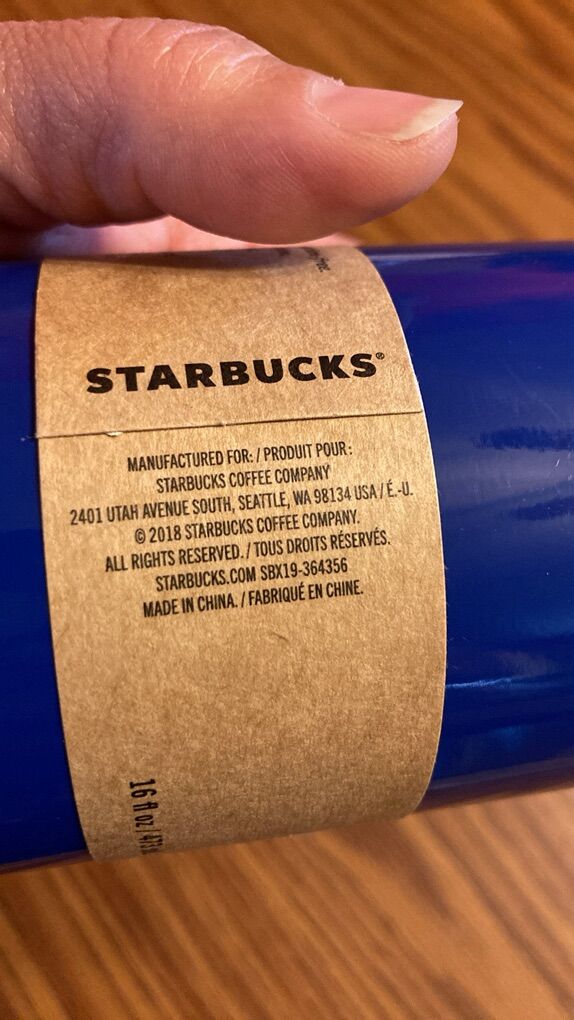 STARBUCKS®
MANUFACTURED FOR: / PRODUIT POUR:
STARBUCKS COFFEE COMPANY
2401 UTAH AVENUE SOUTH, SEATTLE, WA 98134 USA / É.-U.
© 2018 STARBUCKS COFFEE COMPANY.
ALL RIGHTS RESERVED. / TOUS DROITS RÉSERVÉS.
STARBUCKS.COM SBX19-364356
MADE IN CHINA. / FABRIQUÉ EN CHINE.
16 fl oz /